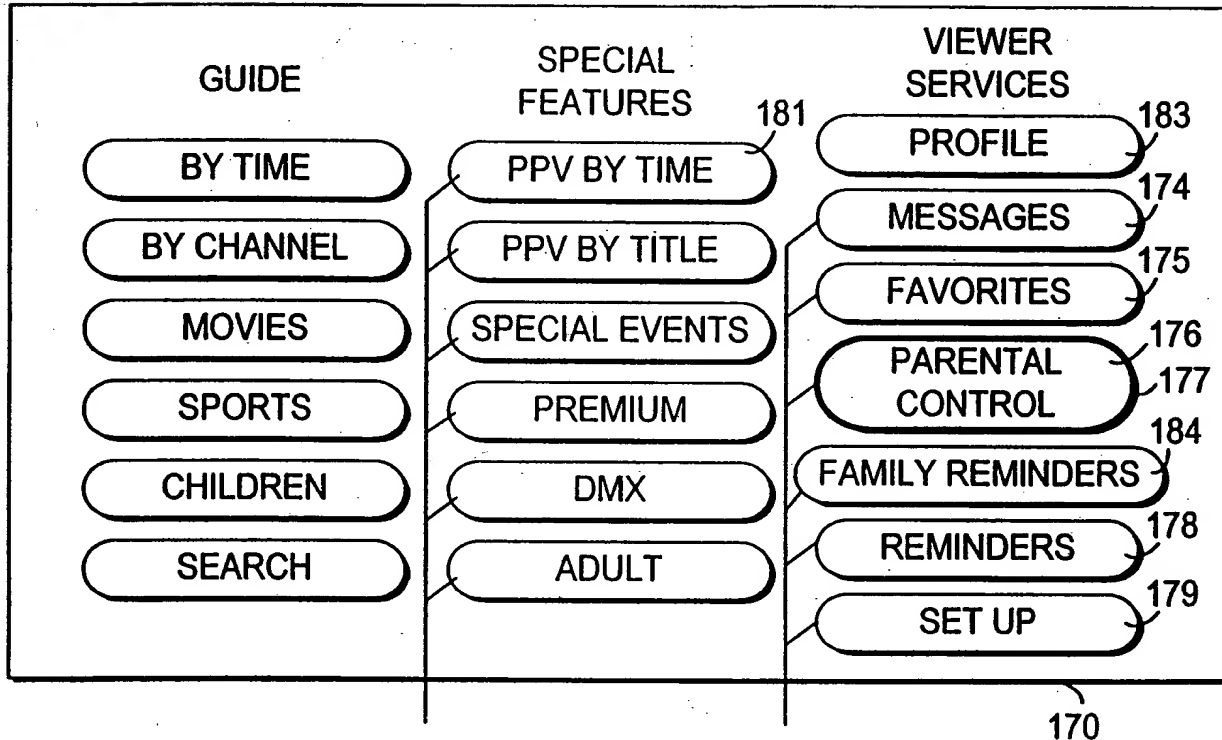 GUIDE
BY TIME
BY CHANNEL
MOVIES
SPORTS
CHILDREN
SEARCH
SPECIAL
FEATURES
181
PPV BY TIME
PPV BY TITLE
SPECIAL EVENTS
PREMIUM
DMX
ADULT
VIEWER
SERVICES
183
PROFILE
174
MESSAGES
175
FAVORITES
176
PARENTAL
CONTROL
177
184
FAMILY REMINDERS
178
REMINDERS
179
SET UP
170